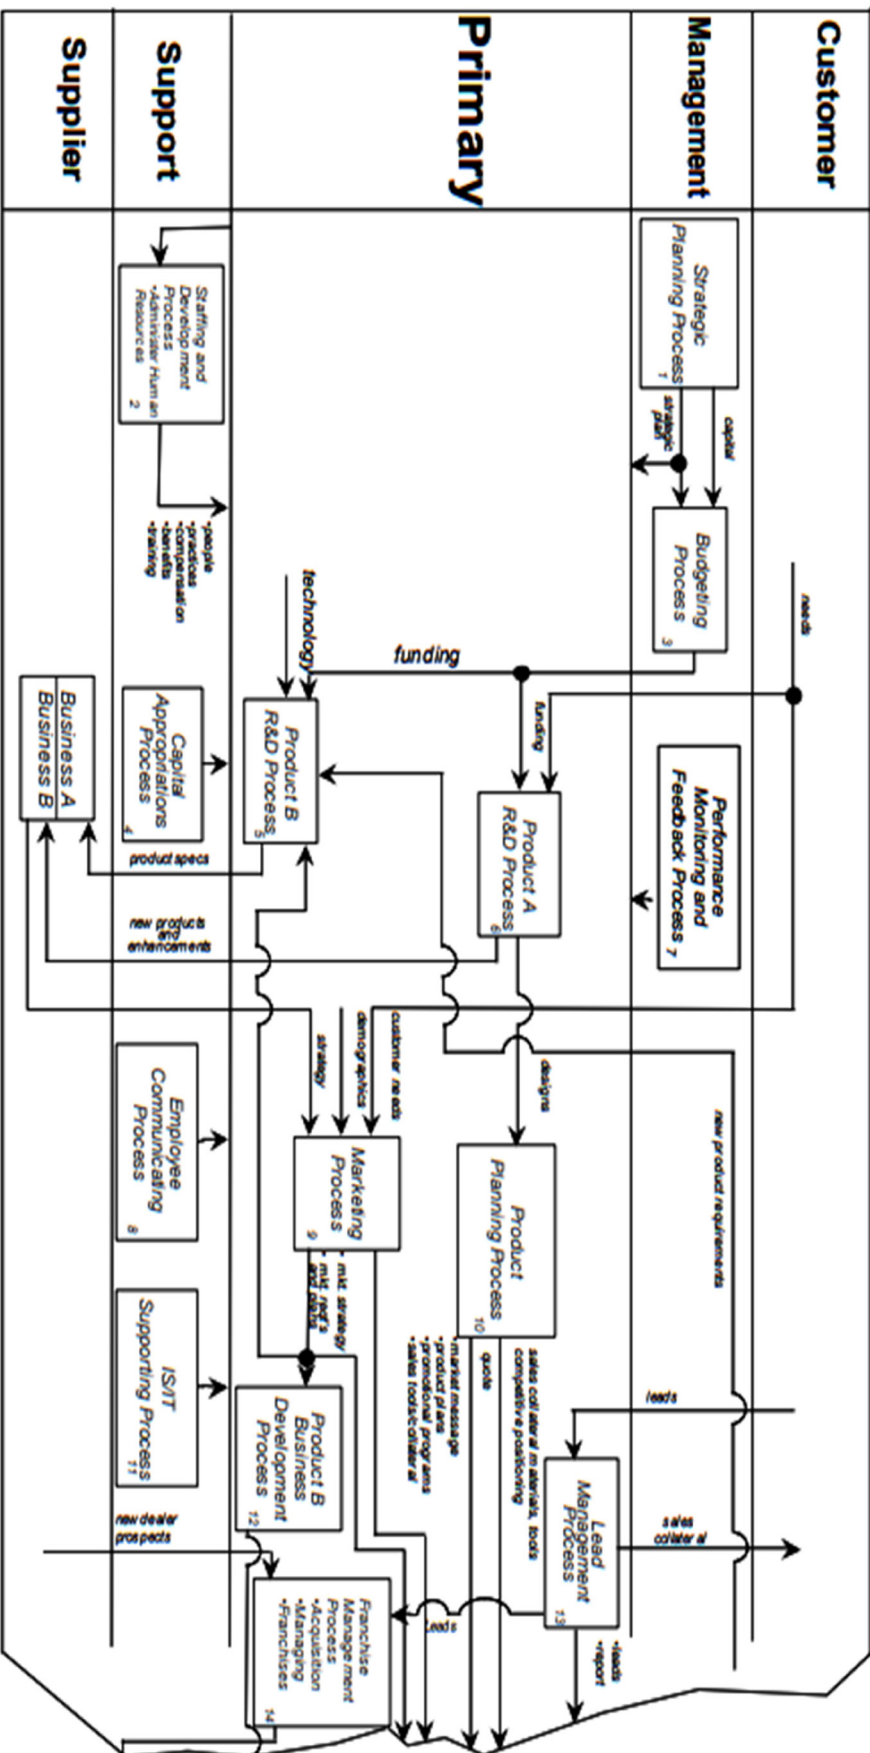 Customer
Management
Primary
Support
Supplier
Strategic
Planning Process
1
capital
strategic
plan
Budgeting
Process
3
needs
Performance
Monitoring and
Feedback Process 7
funding
funding
technology
Product A
R&D Process
6
Product B
R&D Process
5
Staffing and
Development
Process
•Administer Human
Resources
2
•people
•practices
•compensation
•benefits
•training
Capital
Appropriations
Process
4
Business A
Business B
product specs
new products
and
enhancements
new product requirements
designs
customer needs
demographics
strategy
Product
Planning Process
10
Marketing
Process
9
• mkt. strategy
• mkt. req'ts
and plans
Employee
Communicating
Process
8
IS/IT
Supporting Process
11
sales collateral materials, tools
competitive positioning
quote
•market message
•product plans
•promotional programs
•sales tools/collateral
leads
sales
collateral
Lead
Management
Process
13
•leads
•report
Product B
Business
Development
Process
12
new dealer
prospects
Leads
Franchise
Management
Process
•Acquisition
•Managing
•Franchises
14